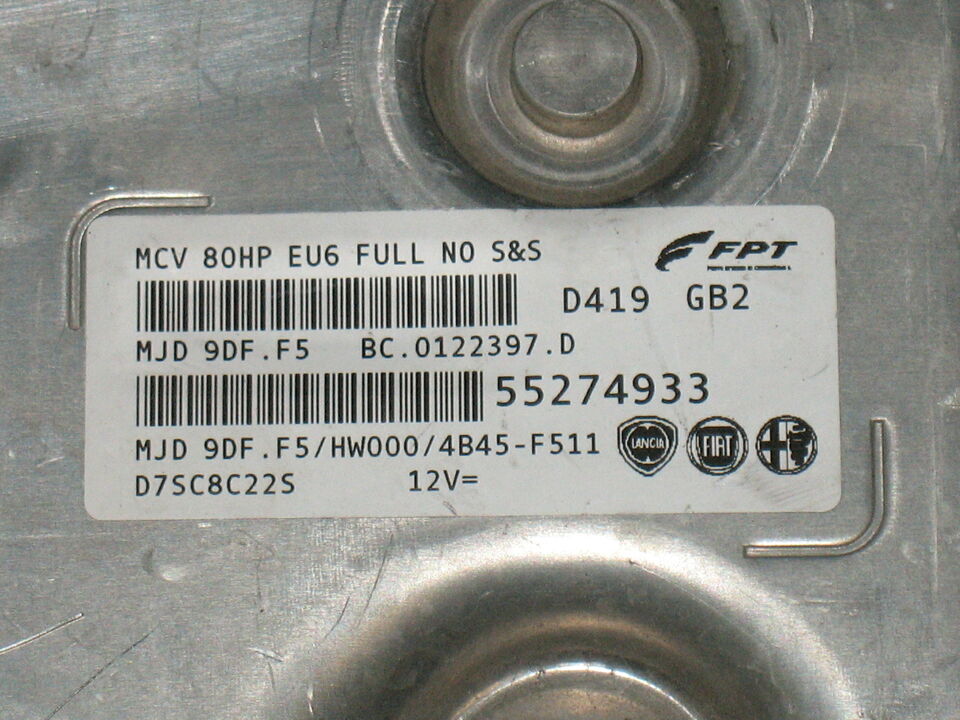 MCV 80HP EU6 FULL NO S&S
FPT
D419 GB2
MJD 9DF.F5 BC.0122397.D
55274933
MJD 9DF.F5/HW000/4B45-F511
LANCIA FIAT
D7SC8C22S 12V=